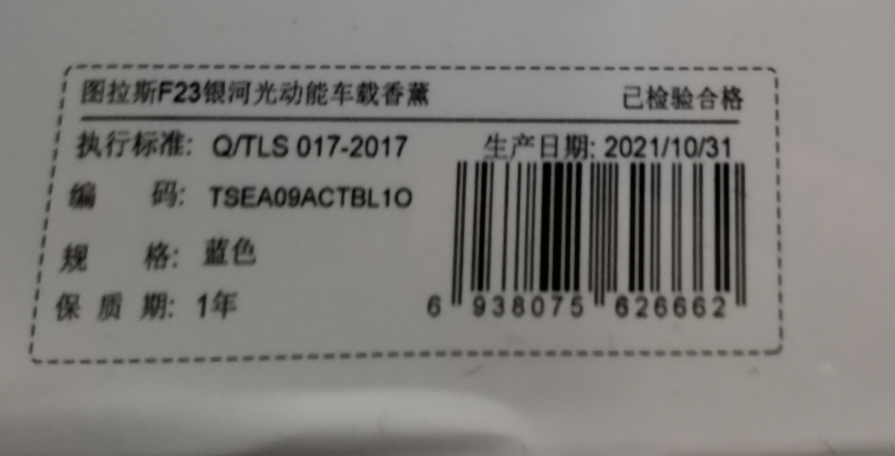 图拉斯F23银河光动能车载香薰 已检验合格
执行标准: Q/TLS 017-2017 生产日期: 2021/10/31
编 码: TSEA09ACTBL1O
规 格: 蓝色
保 质 期: 1年
6 938075 626662